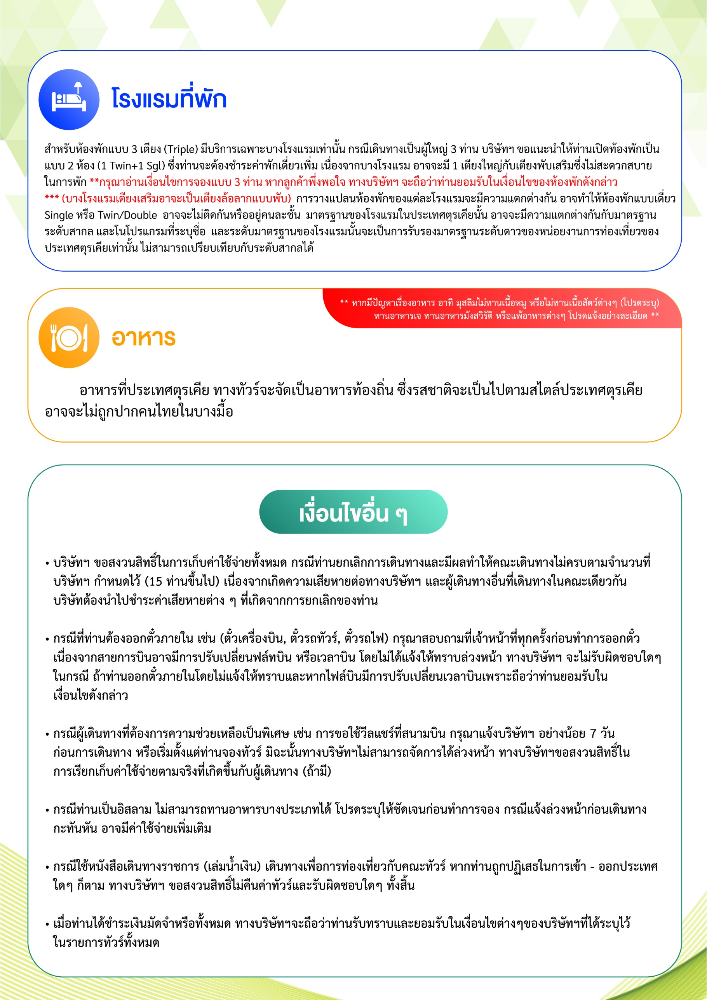 โรงแรมที่พัก
สำหรับห้องพักแบบ 3 เตียง (Triple) มีบริการเฉพาะบางโรงแรมเท่านั้น กรณีเดินทางเป็นผู้ใหญ่ 3 ท่าน บริษัทฯ ขอแนะนำให้ท่านเปิดท้องพักเป็น
แบบ 2 ห้อง (1 Twin+1 Sgl) ซึ่งท่านจะต้องชำระค่าพักเดี่ยวเพิ่ม เนื่องจากบางโรงแรม อาจจะมี 1 เตียงใหญ่กับเตียงพับเสริมซึ่งไม่สะดวกสบาย
ในการพัก **กรุณาอ่านเงื่อนไขการจองแบบ 3 ท่าน หากลูกค้าพึ่งพอใจ ทางบริษัทฯ จะถือว่าท่านยอมรับในเงื่อนไขของห้องพักดังกล่าว
*** (บางโรงแรมเตียงเสริมอาจะเป็นเตียงล้อลากแบบพับ) การวางแปลนห้องพักของแต่ละโรงแรมจะมีความแตกต่างกัน อาจทำให้ห้องพักแบบเดี่ยว
Single หรือ Twin/Double อาจจะไม่ติดกันหรืออยู่คนละชั้น มาตรฐานของโรงแรมในประเทศตุรเคียนั้น อาจจะมีความแตกต่างกันกับมาตรฐาน
ระดับสากล และโนโปรแกรมที่ระบุชื่อ และระดับมาตรฐานของโรงแรมนั้นจะเป็นการรับรองมาตรฐานระดับดาวของหน่อยงานการท่องเที่ยวของ
ประเทศตุรเคียเท่านั้น ไม่สามารถเปรียบเทียบกับระดับสากลได้
** หากมีปัญหาเรื่องอาหาร อาทิ มุสลิมไม่ทานเนื้อหมู หรือไม่ทานเนื้อสัตว์ต่างๆ (โปรดระบุ)
ทานอาหารเจ ทานอาหารมังสวิรัติ หรือแพ้อาหารต่างๆ โปรดแจ้งอย่างละเอียด **
อาหาร
อาหารที่ประเทศตุรเคีย ทางทัวร์จะจัดเป็นอาหารท้องถิ่น ซึ่งรสชาติจะเป็นไปตามสไตล์ประเทศตุรเคีย
อาจจะไม่ถูกปากคนไทยในบางมื้อ
เงื่อนไขอื่น ๆ
• บริษัทฯ ขอสงวนสิทธิ์ในการเก็บค่าใช้จ่ายทั้งหมด กรณีท่านยกเลิกการเดินทางและมีผลทำให้คณะเดินทางไม่ครบตามจำนวนที่
บริษัทฯ กำหนดไว้ (15 ท่านขึ้นไป) เนื่องจากเกิดความเสียหายต่อทางบริษัทฯ และผู้เดินทางอื่นที่เดินทางในคณะเดียวกัน
บริษัทต้องนำไปชำระค่าเสียหายต่าง ๆ ที่เกิดจากการยกเลิกของท่าน
• กรณีที่ท่านต้องออกตั๋วภายใน เช่น (ตั๋วเครื่องบิน, ตั๋วรถทัวร์, ตั๋วรถไฟ) กรุณาสอบถามที่เจ้าหน้าที่ทุกครั้งก่อนทำการออกตั๋ว
เนื่องจากสายการบินอาจมีการปรับเปลี่ยนฟล์ทบิน หรือเวลาบิน โดยไม่ได้แจ้งให้ทราบล่วงหน้า ทางบริษัทฯ จะไม่รับผิดชอบใดๆ
ในกรณี ถ้าท่านออกตั๋วภายในโดยไม่แจ้งให้ทราบและหากไฟล์บินมีการปรับเปลี่ยนเวลาบินเพราะถือว่าท่านยอมรับใน
เงื่อนไขดังกล่าว
• กรณีผู้เดินทางที่ต้องการความช่วยเหลือเป็นพิเศษ เช่น การขอใช้วีลแชร์ที่สนามบิน กรุณาแจ้งบริษัทฯ อย่างน้อย 7 วัน
ก่อนการเดินทาง หรือเริ่มตั้งแต่ท่านจองทัวร์ มิฉะนั้นทางบริษัทฯไม่สามารถจัดการได้ล่วงหน้า ทางบริษัทฯขอสงวนสิทธิ์ใน
การเรียกเก็บค่าใช้จ่ายตามจริงที่เกิดขึ้นกับผู้เดินทาง (ถ้ามี)
• กรณีท่านเป็นอิสลาม ไม่สามารถทานอาหารบางประเภทได้ โปรดระบุให้ชัดเจนก่อนทำการจอง กรณีแจ้งล่วงหน้าก่อนเดินทาง
กะทันหัน อาจมีค่าใช้จ่ายเพิ่มเติม
• กรณีใช้หนังสือเดินทางราชการ (เล่มน้ำเงิน) เดินทางเพื่อการท่องเที่ยวกับคณะทัวร์ หากท่านถูกปฏิเสธในการเข้า - ออกประเทศ
ใดๆ ก็ตาม ทางบริษัทฯ ขอสงวนสิทธิ์ไม่คืนค่าทัวร์และรับผิดชอบใดๆ ทั้งสิ้น
• เมื่อท่านได้ชำระเงินมัดจำหรือทั้งหมด ทางบริษัทฯจะถือว่าท่านรับทราบและยอมรับในเงื่อนไขต่างๆของบริษัทฯที่ได้ระบุไว้
ในรายการทัวร์ทั้งหมด